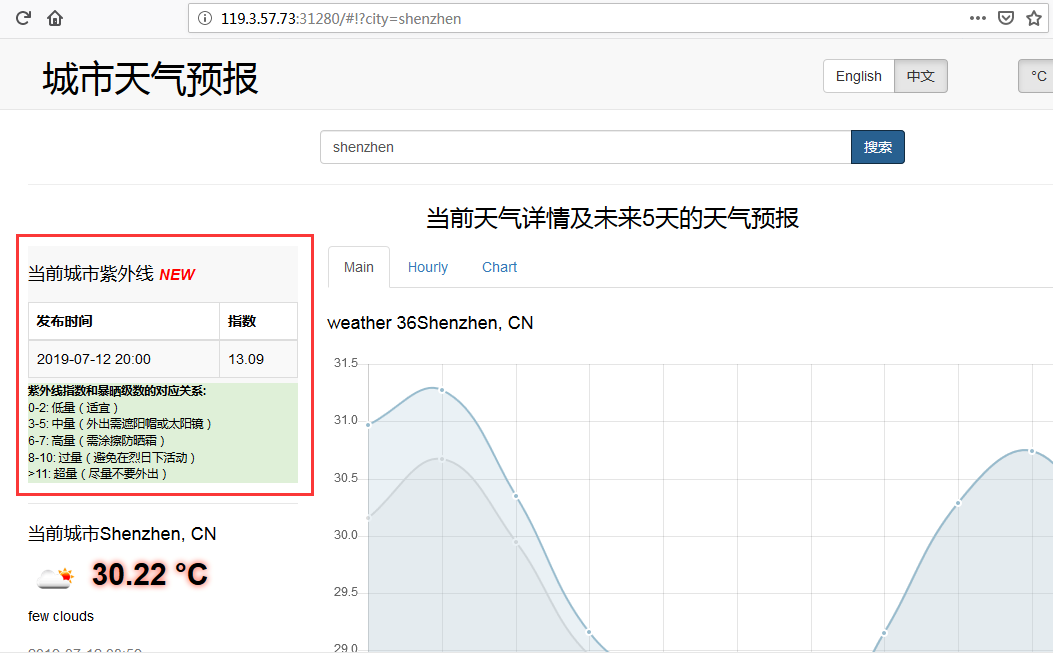 119.3.57.73:31280/#!?city=shenzhen
城市天气预报
English
中文
°C
shenzhen
搜索
当前天气详情及未来5天的天气预报
当前城市紫外线 NEW
发布时间 指数
2019-07-12 20:00 13.09
紫外线指数和暴晒级数的对应关系:
0-2: 低量 ( 适宜 )
3-5: 中量 ( 外出需遮阳帽或太阳镜 )
6-7: 高量 ( 需涂擦防晒霜 )
8-10: 过量 ( 避免在烈日下活动 )
>11: 超量 ( 尽量不要外出 )
当前城市Shenzhen, CN
30.22 °C
few clouds
Main Hourly Chart
weather 36Shenzhen, CN
31.5
31.0
30.5
30.0
29.5
29.0